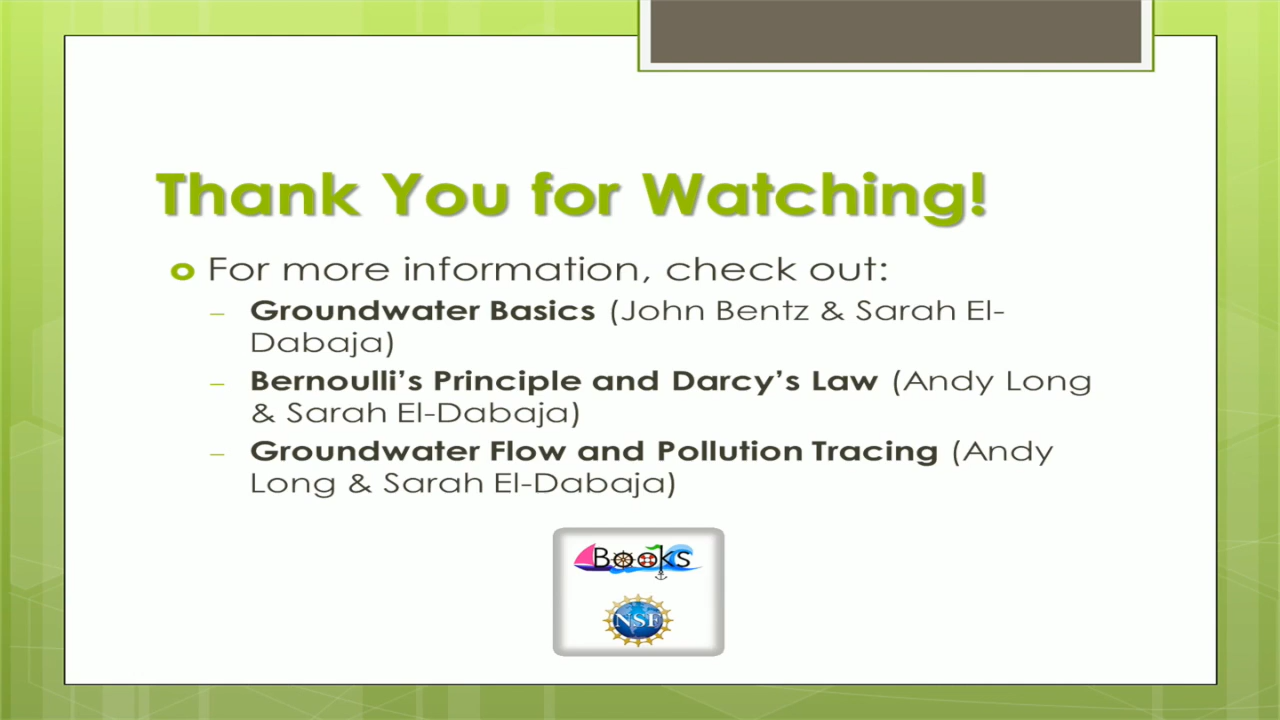 Thank You for Watching!
For more information, check out:
– Groundwater Basics (John Bentz & Sarah El-
Dabaja)
– Bernoulli’s Principle and Darcy’s Law (Andy Long
& Sarah El-Dabaja)
– Groundwater Flow and Pollution Tracing (Andy
Long & Sarah El-Dabaja)
Books
NSF